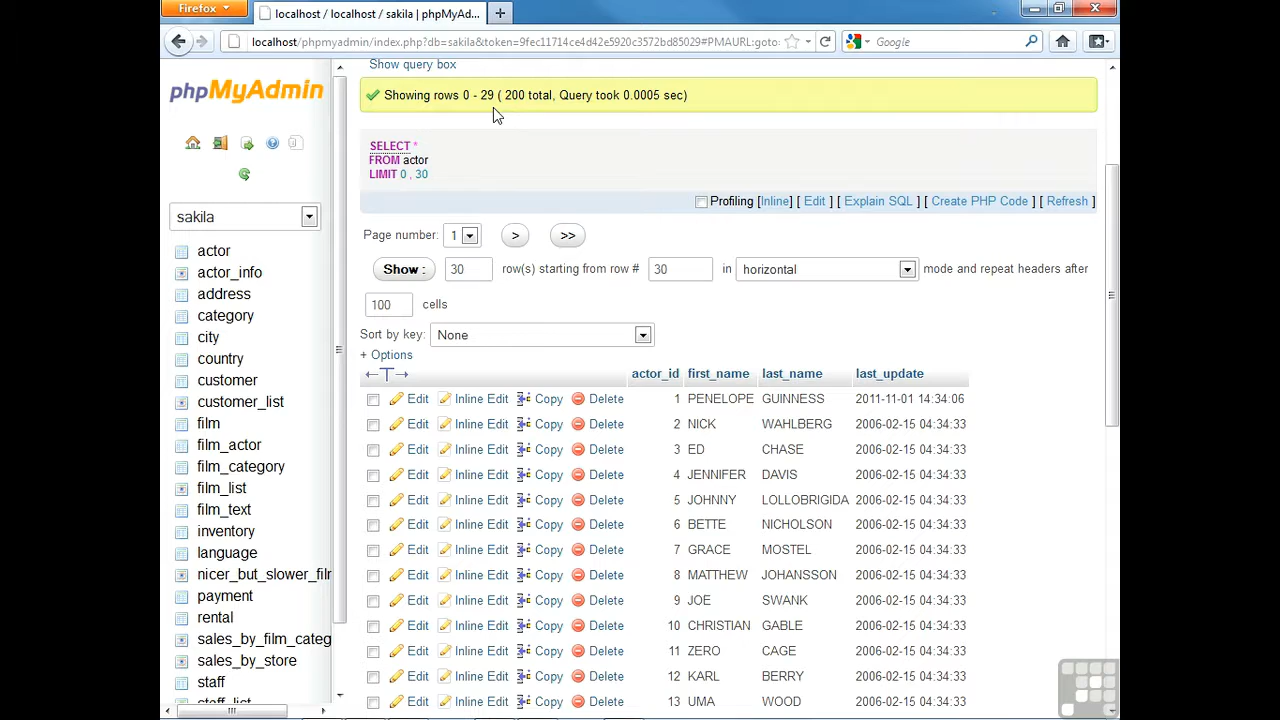 Firefox
localhost / localhost / sakila | phpMyAd...
localhost/phpmyadmin/index.php?db=sakila&token=9fec11714ce4d42e5920c3572bd85029#PMAURL:goto:
Google
phpMyAdmin
sakila
actor
actor_info
address
category
city
country
customer
customer_list
film
film_actor
film_category
film_list
film_text
inventory
language
nicer_but_slower_filr
payment
rental
sales_by_film_categ
sales_by_store
staff
staff_list
Show query box
Showing rows 0 - 29 ( 200 total, Query took 0.0005 sec)
SELECT *
FROM actor
LIMIT 0 , 30
Profiling [Inline] [ Edit ] [ Explain SQL ] [ Create PHP Code ] [ Refresh ]
Page number: 1 > >>
Show : 30 row(s) starting from row # 30 in horizontal mode and repeat headers after
100 cells
Sort by key: None
+ Options
←T→ actor_id first_name last_name last_update
Edit Inline Edit Copy Delete 1 PENELOPE GUINNESS 2011-11-01 14:34:06
Edit Inline Edit Copy Delete 2 NICK WAHLBERG 2006-02-15 04:34:33
Edit Inline Edit Copy Delete 3 ED CHASE 2006-02-15 04:34:33
Edit Inline Edit Copy Delete 4 JENNIFER DAVIS 2006-02-15 04:34:33
Edit Inline Edit Copy Delete 5 JOHNNY LOLLOBRIGIDA 2006-02-15 04:34:33
Edit Inline Edit Copy Delete 6 BETTE NICHOLSON 2006-02-15 04:34:33
Edit Inline Edit Copy Delete 7 GRACE MOSTEL 2006-02-15 04:34:33
Edit Inline Edit Copy Delete 8 MATTHEW JOHANSSON 2006-02-15 04:34:33
Edit Inline Edit Copy Delete 9 JOE SWANK 2006-02-15 04:34:33
Edit Inline Edit Copy Delete 10 CHRISTIAN GABLE 2006-02-15 04:34:33
Edit Inline Edit Copy Delete 11 ZERO CAGE 2006-02-15 04:34:33
Edit Inline Edit Copy Delete 12 KARL BERRY 2006-02-15 04:34:33
Edit Inline Edit Copy Delete 13 UMA WOOD 2006-02-15 04:34:33